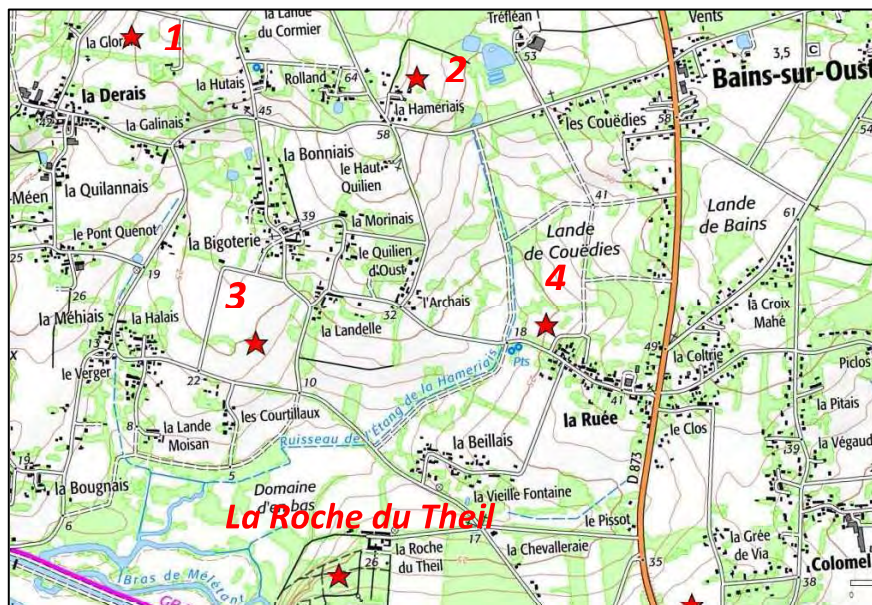 la Lande
du Cormier
Tréfléan
Vents
la Glor
1
53
3,5
C
2
la Hutais
Rolland
64
Bains-sur-Oust
la Derais
la Hameriais
42
45
la Galinais
58
les Couëdies
58
54
la Bonniais
le Haut
Quilien
-Méen
la Quilannais
41
39
la Morinais
Lande
de Couëdies
Lande
de Bains
61
le Pont Quenot
la Bigoterie
le Quilien
d'Oust
25
19
4
26
3
l'Archais
la Croix
Mahé
la Méhiais
la Halais
la Landelle
32
18
13
Pts
49
la Coltrie
le Verger
22
10
Piclos
41
la Pitais
les Courtillaux
Ruisseau de l'Étang de la Hameriais
la Ruée
le Clos
8
la Lande
Moisan
la Beillais
39
la Végaud
19
5
D 873
la Bougnais
Domaine
d'en bas
la Vieille Fontaine
6
La Roche du Theil
le Pissot
17
la Grée
de Via
la Roche
du Theil
26
la Chevalleraie
35
Colomel
38
Bras de Mélétant
GR